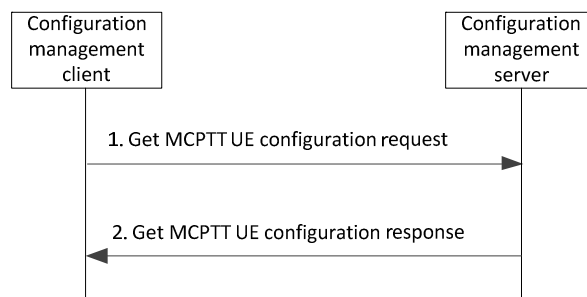 Configuration
management
client
Configuration
management
server
1. Get MCPTT UE configuration request
2. Get MCPTT UE configuration response